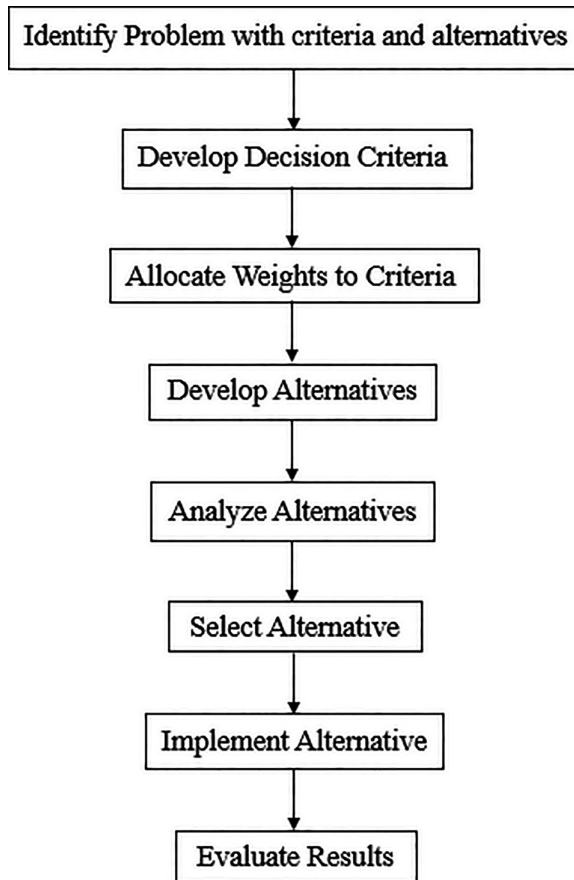 Identify Problem with criteria and alternatives
Develop Decision Criteria
Allocate Weights to Criteria
Develop Alternatives
Analyze Alternatives
Select Alternative
Implement Alternative
Evaluate Results